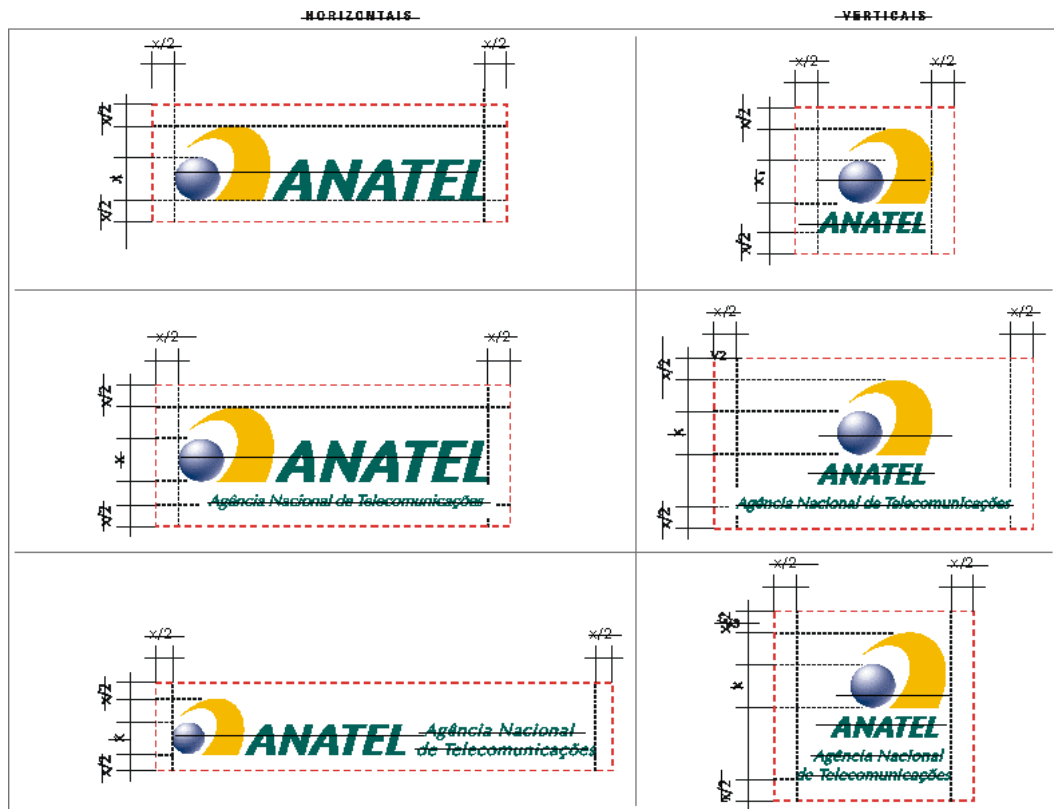 HORIZONTAIS
VERTICAIS
x/2 x/2
x/2
x
x/2
ANATEL
x/2 x/2
x/2
x
x/2
ANATEL
x/2 x/2
x/2
x
x/2
ANATEL
Agência Nacional de Telecomunicações
x/2 x/2
x/2
x
x/2
ANATEL
Agência Nacional de Telecomunicações
x/2 x/2
x/2
x
x/2
ANATEL
Agência Nacional
de Telecomunicações
x/2 x/2
x/2
x
x/2
ANATEL
Agência Nacional
de Telecomunicações